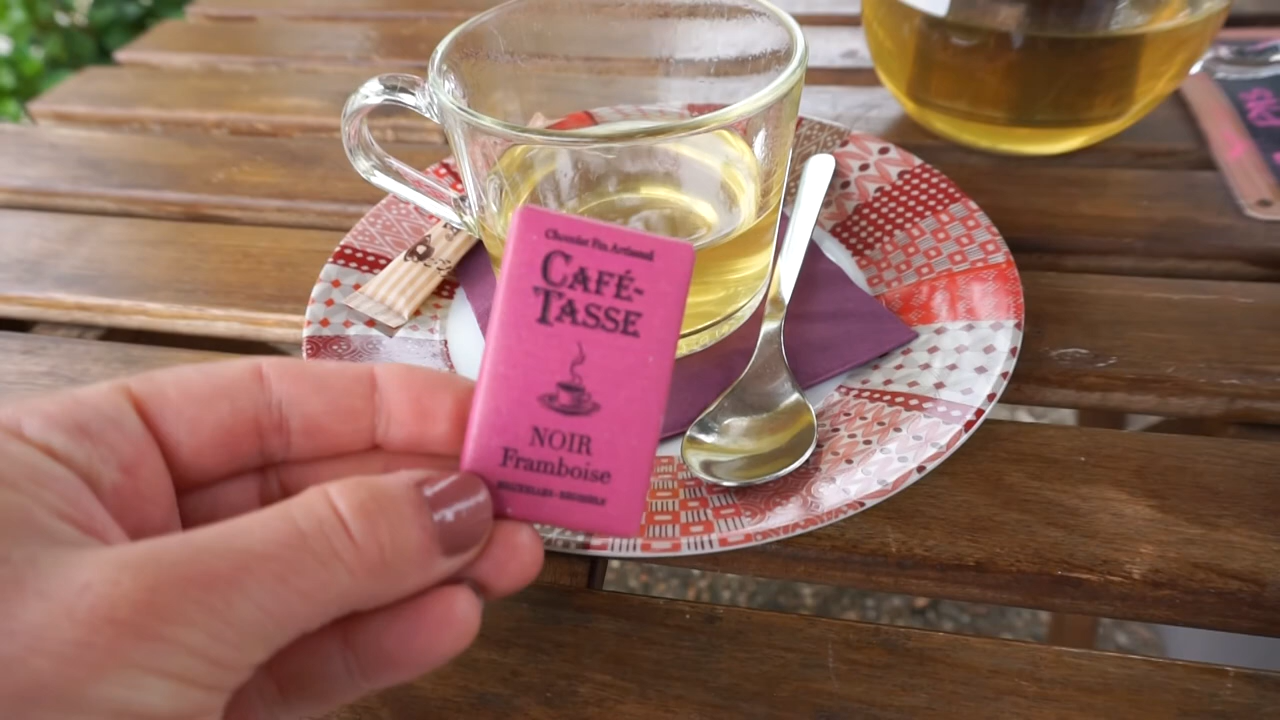 Chocolat Fin Artisanal
CAFÉ-
TASSE
NOIR
Framboise
BRUXELLES - BRUSSELS